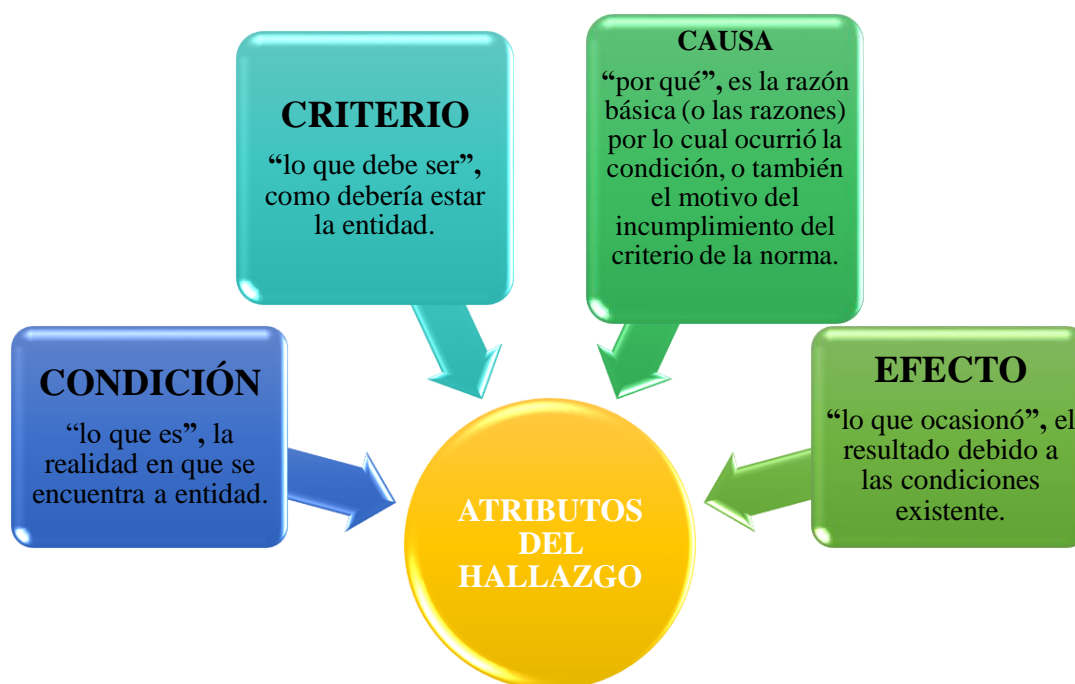 CONDICIÓN
“lo que es”, la
realidad en que se
encuentra a entidad.
CRITERIO
“lo que debe ser”,
como debería estar
la entidad.
CAUSA
“por qué”, es la razón
básica (o las razones)
por lo cual ocurrió la
condición, o también
el motivo del
incumplimiento del
criterio de la norma.
EFECTO
“lo que ocasionó”, el
resultado debido a
las condiciones
existente.
ATRIBUTOS
DEL
HALLAZGO